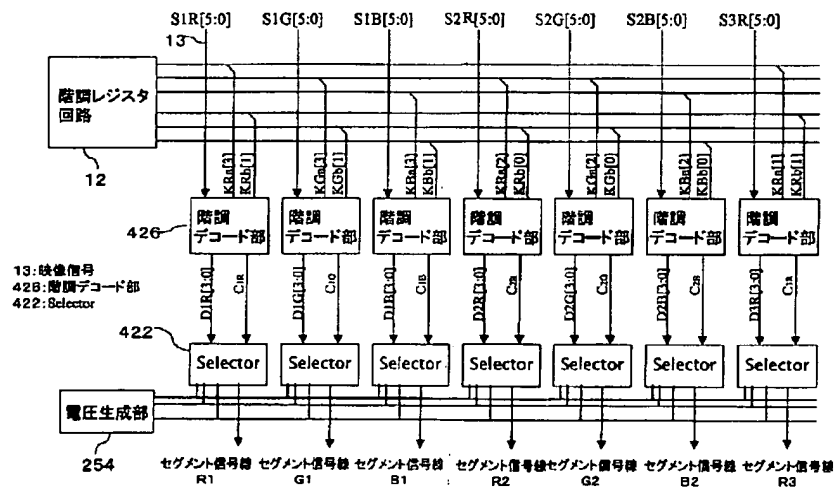 S1R[5:0] S1G[5:0] S1B[5:0] S2R[5:0] S2G[5:0] S2B[5:0] S3R[5:0]
13
階調レジスタ
回路
12
KRa[3] KRb[1] KGa[3] KGb[1] KBa[3] KBb[1] KRa[2] KRb[0] KGa[2] KGb[0] KBa[2] KBb[0] KRa[1] KRb[1]
階調 階調 階調 階調 階調 階調 階調
デコード部 デコード部 デコード部 デコード部 デコード部 デコード部 デコード部
426
13:映像信号
428:階調デコード部
422:Selector
D1R[3:0] C1R D1G[3:0] C1G D1B[3:0] C1B D2R[3:0] C2R D2G[3:0] C2G D2B[3:0] C2B D3R[3:0] C3R
422
Selector Selector Selector Selector Selector Selector Selector
電圧生成部
254
セグメント信号線 セグメント信号線 セグメント信号線 セグメント信号線 セグメント信号線 セグメント信号線 セグメント信号線
R1 G1 B1 R2 G2 B2 R3